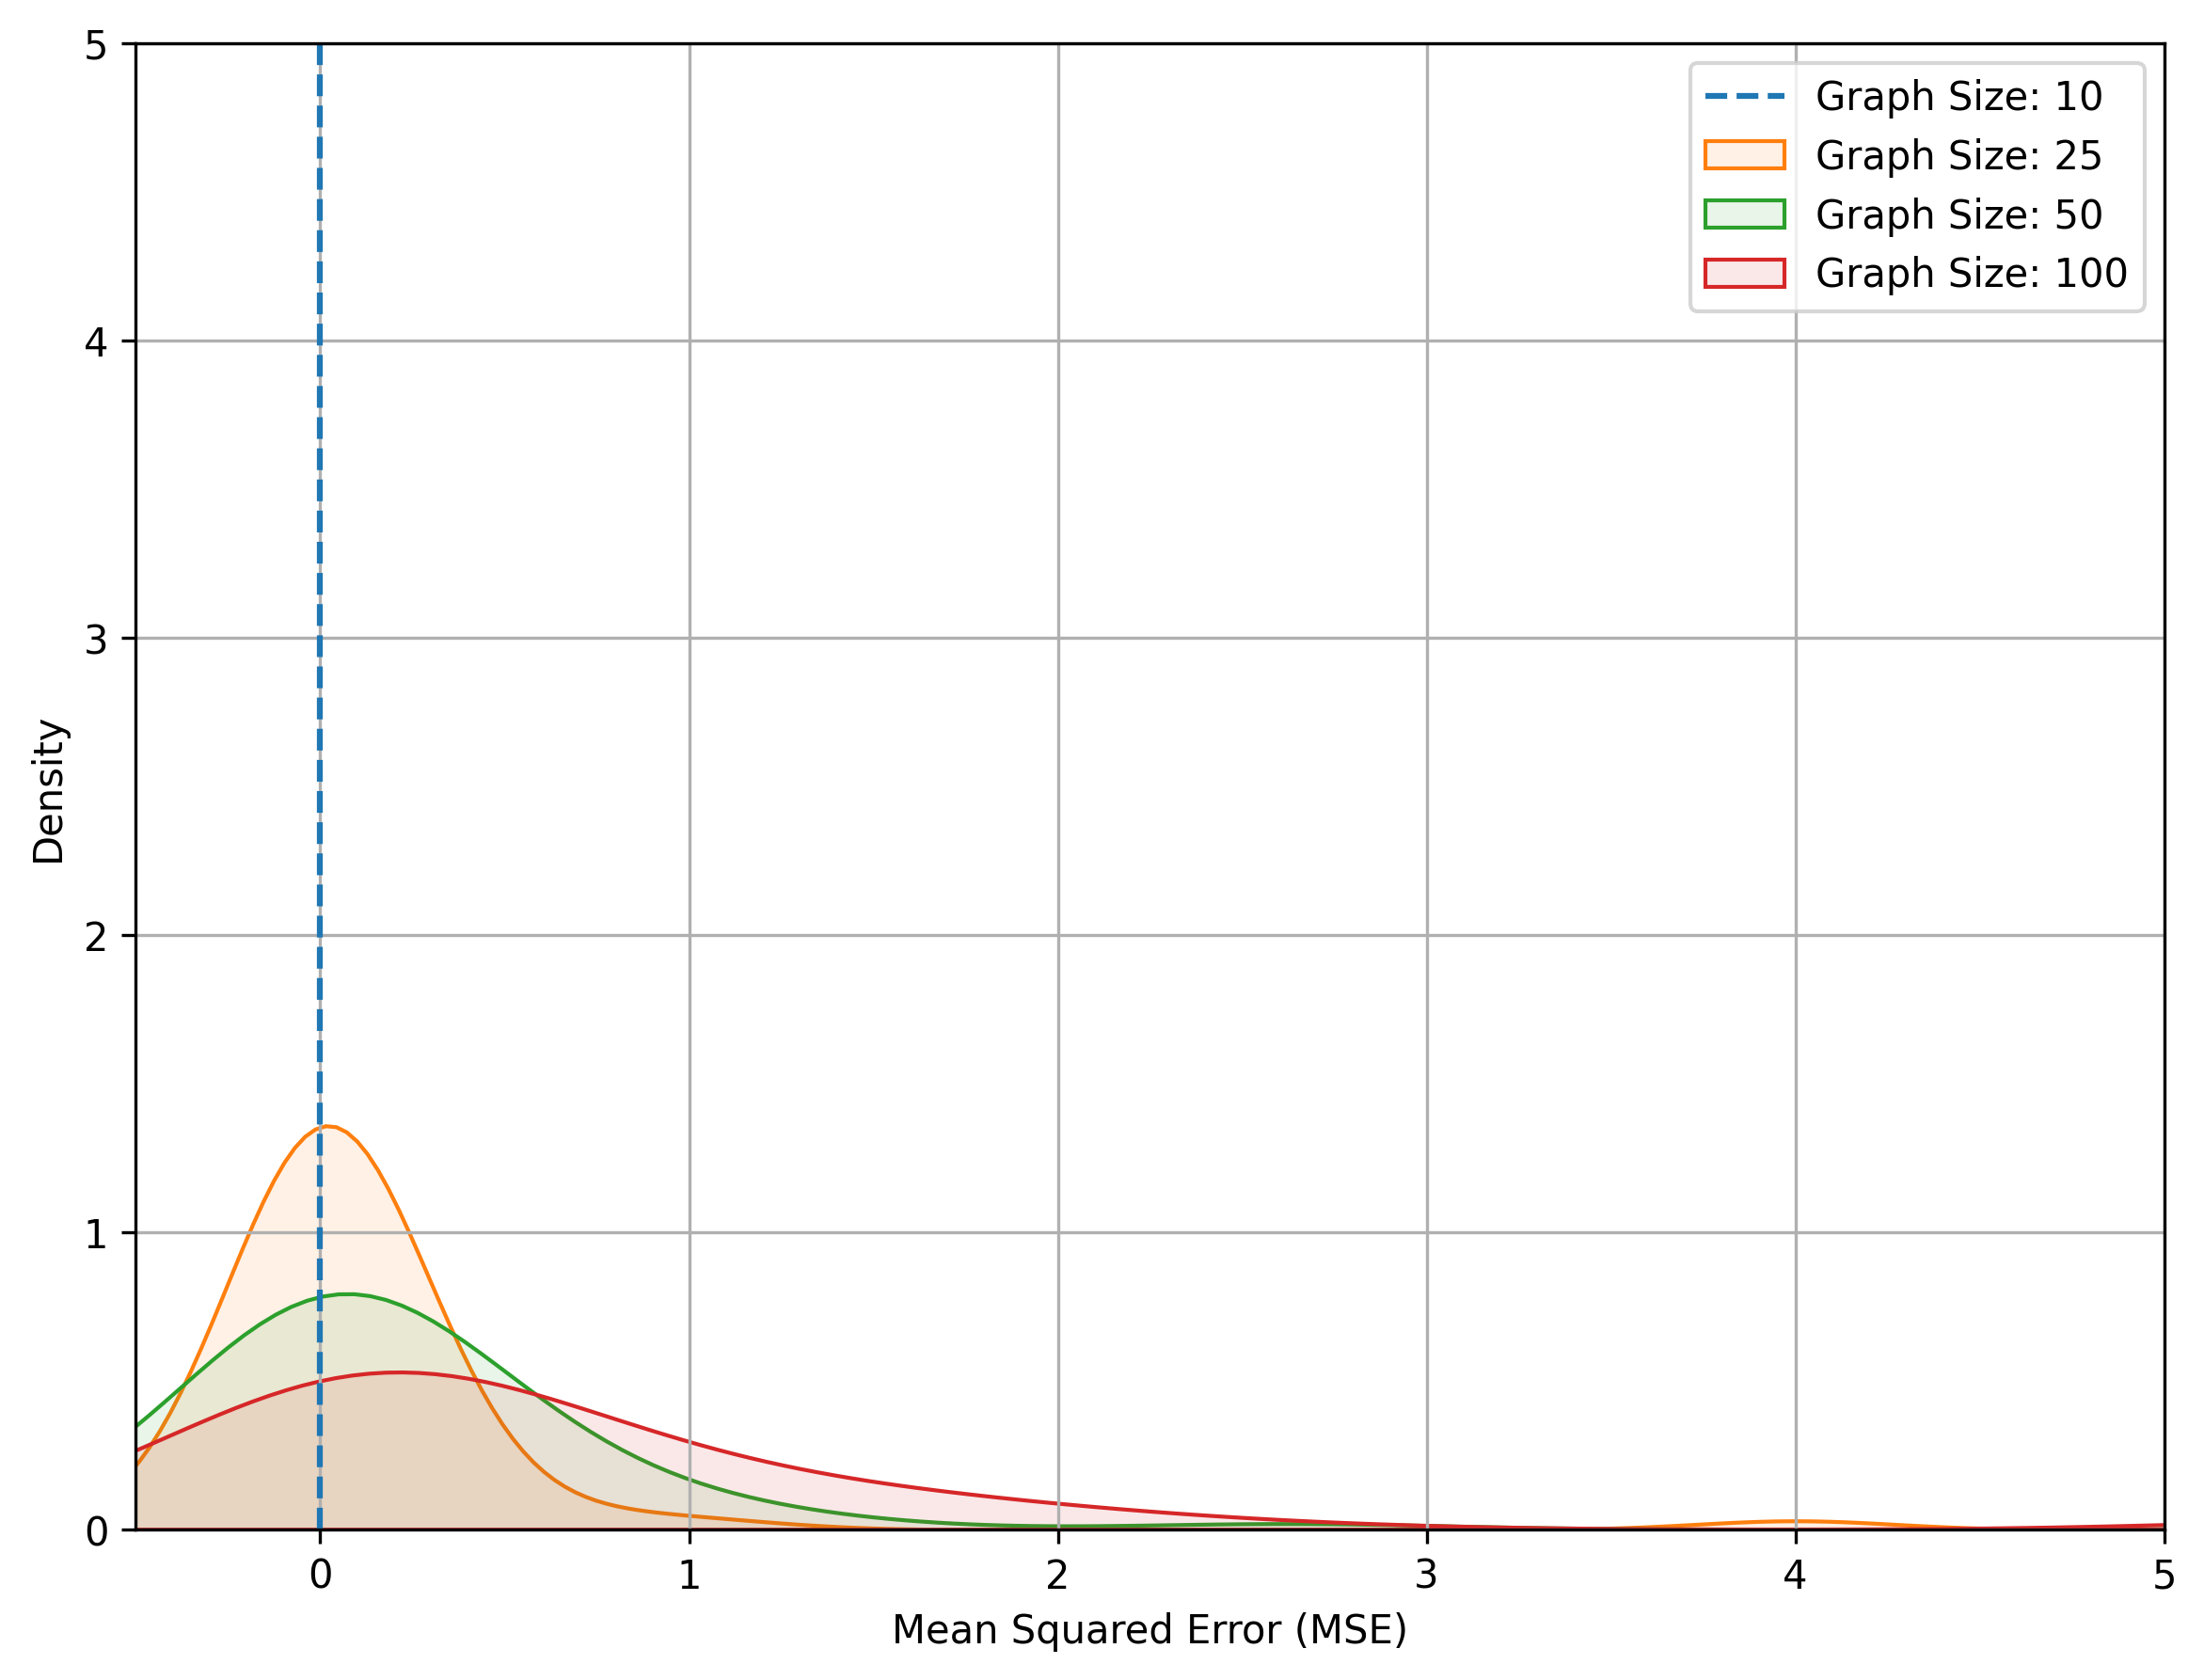 5
4
3
2
1
0
Density
Graph Size: 10
Graph Size: 25
Graph Size: 50
Graph Size: 100
0 1 2 3 4 5
Mean Squared Error (MSE)